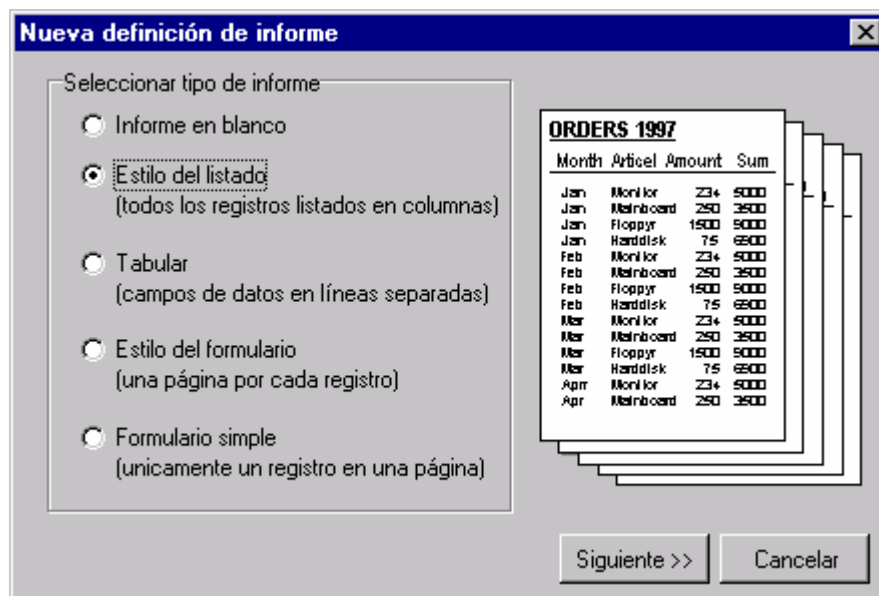 Nueva definición de informe
Seleccionar tipo de informe
Informe en blanco
Estilo del listado
(todos los registros listados en columnas)
Tabular
(campos de datos en líneas separadas)
Estilo del formulario
(una página por cada registro)
Formulario simple
(unicamente un registro en una página)
ORDERS 1997
Month Articel Amount Sum
Jan Monitor 234 5000
Jan Mainboard 250 3500
Jan Floppyr 1500 9000
Jan Harddisk 75 6900
Feb Monitor 234 5000
Feb Mainboard 250 3500
Feb Floppyr 1500 9000
Feb Harddisk 75 6900
Mar Monitor 234 5000
Mar Mainboard 250 3500
Mar Floppyr 1500 9000
Mar Harddisk 75 6900
Aprr Monitor 234 5000
Apr Mainboard 250 3500
Siguiente >> Cancelar